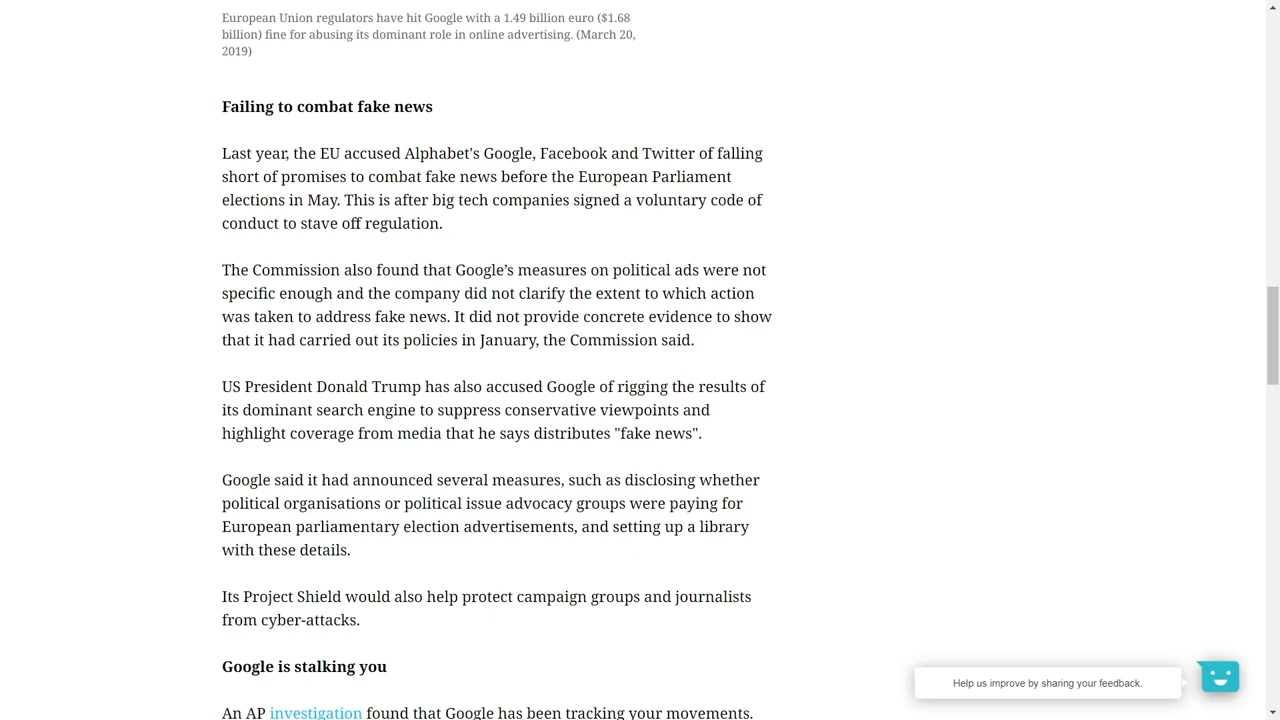 European Union regulators have hit Google with a 1.49 billion euro ($1.68
billion) fine for abusing its dominant role in online advertising. (March 20,
2019)
Failing to combat fake news
Last year, the EU accused Alphabet's Google, Facebook and Twitter of falling
short of promises to combat fake news before the European Parliament
elections in May. This is after big tech companies signed a voluntary code of
conduct to stave off regulation.
The Commission also found that Google’s measures on political ads were not
specific enough and the company did not clarify the extent to which action
was taken to address fake news. It did not provide concrete evidence to show
that it had carried out its policies in January, the Commission said.
US President Donald Trump has also accused Google of rigging the results of
its dominant search engine to suppress conservative viewpoints and
highlight coverage from media that he says distributes "fake news".
Google said it had announced several measures, such as disclosing whether
political organisations or political issue advocacy groups were paying for
European parliamentary election advertisements, and setting up a library
with these details.
Its Project Shield would also help protect campaign groups and journalists
from cyber-attacks.
Google is stalking you
An AP investigation found that Google has been tracking your movements.
Help us improve by sharing your feedback.